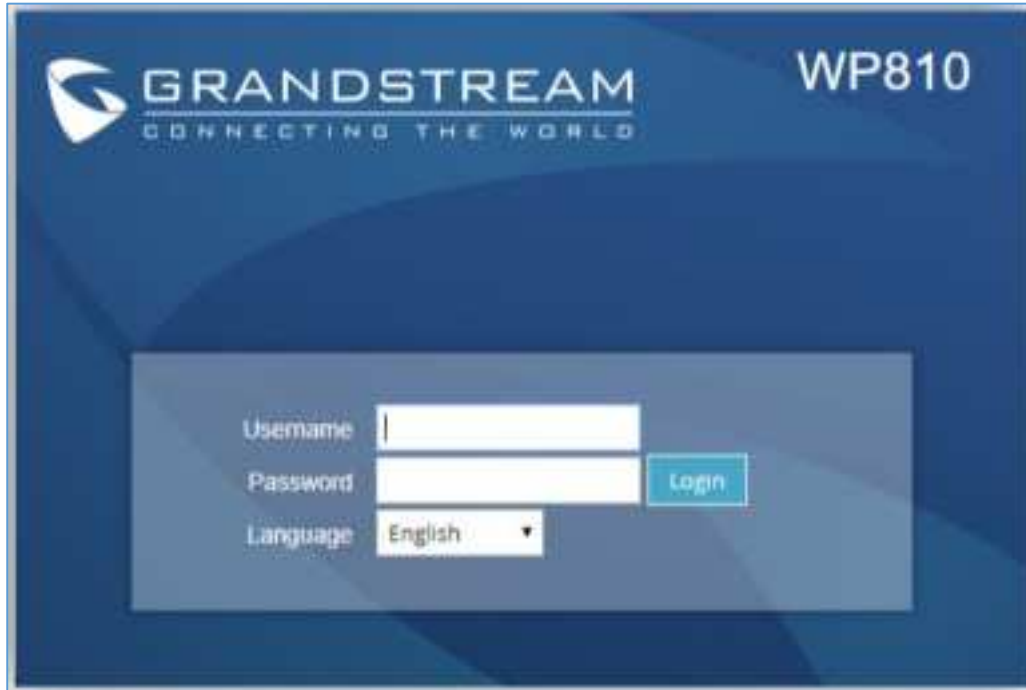 GRANDSTREAM
CONNECTING THE WORLD
WP810
Username
Password
Login
Language
English